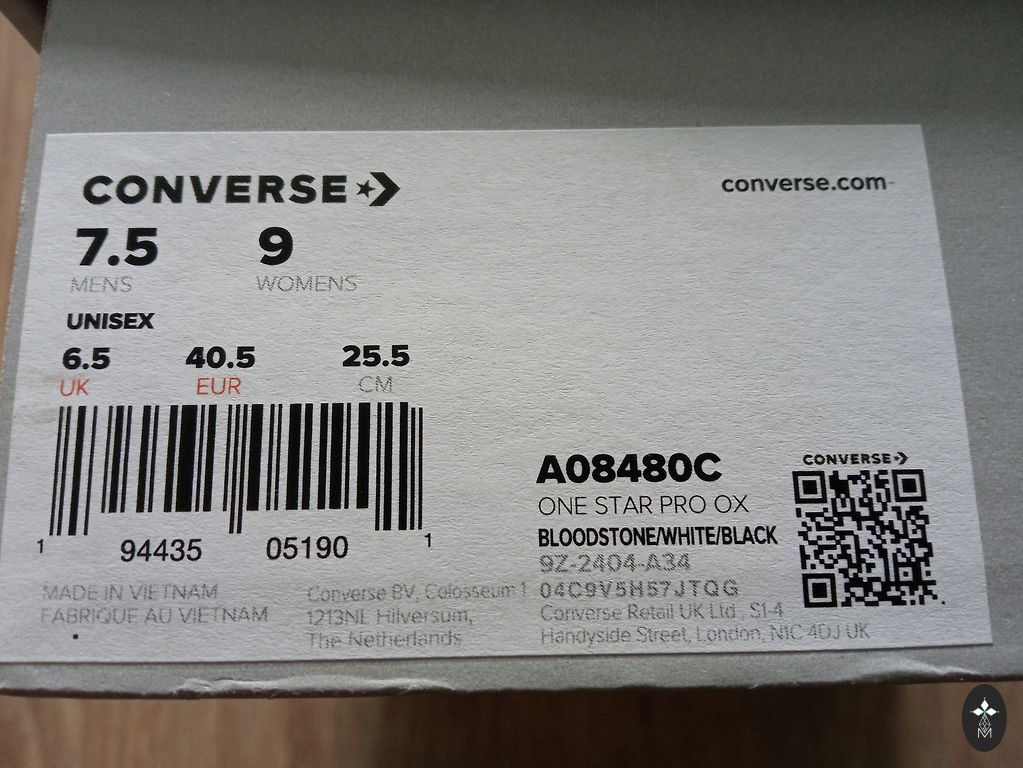 CONVERSE
converse.com
7.5 9
MENS WOMENS
UNISEX
6.5 40.5 25.5
UK EUR CM
1 94435 05190 1
MADE IN VIETNAM
FABRIQUE AU VIETNAM
Converse BV, Colosseum 1
1213NL Hilversum,
The Netherlands
A08480C
ONE STAR PRO OX
BLOODSTONE/WHITE/BLACK
9Z-2404-A34
04C9V5H57JTQG
Converse Retail UK Ltd., S1-4
Handyside Street, London, N1C 4DJ UK
CONVERSE
M